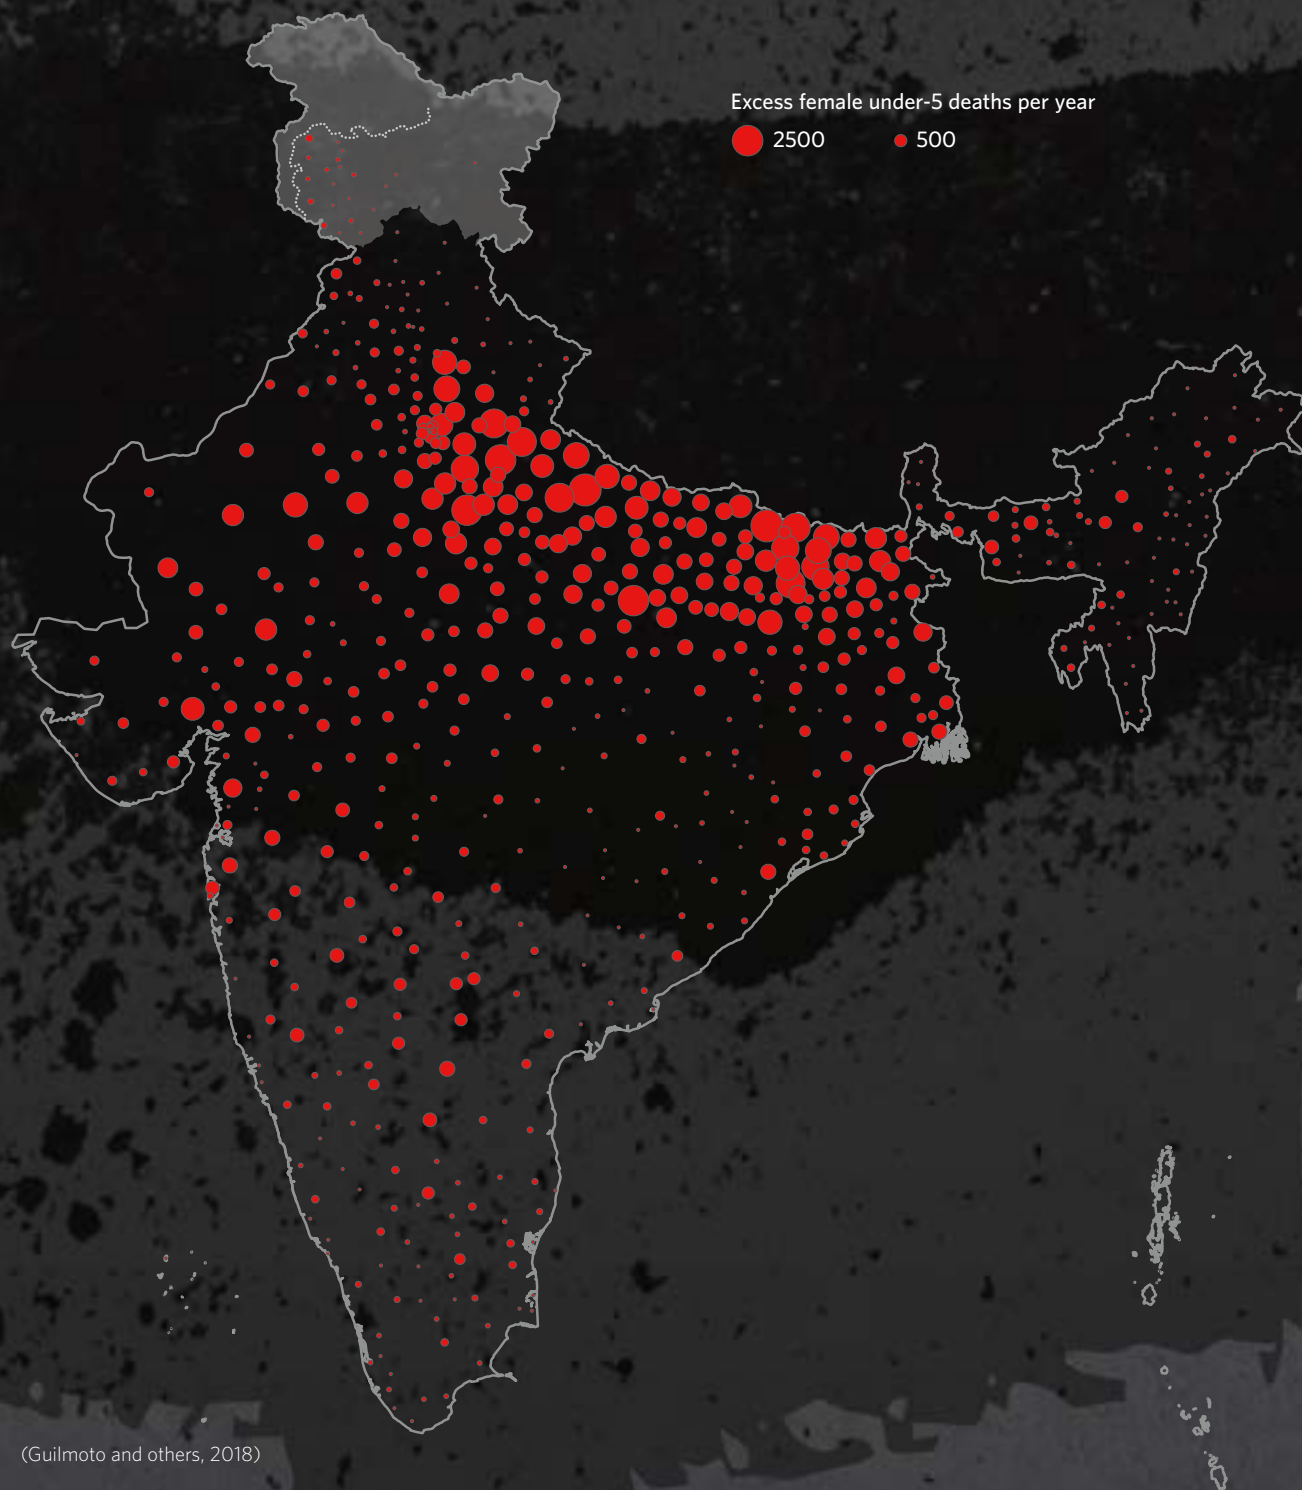 Excess female under-5 deaths per year
2500 500
(Guilmoto and others, 2018)